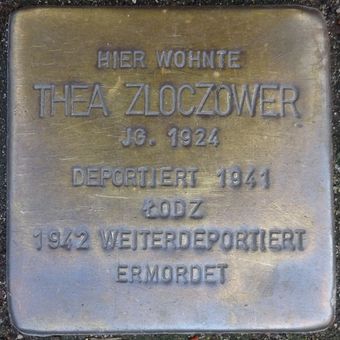 HIER WOHNTE
THEA ZLOCZOWER
JG. 1924
DEPORTIERT 1941
ŁODZ
1942 WEITERDEPORTIERT
ERMORDET